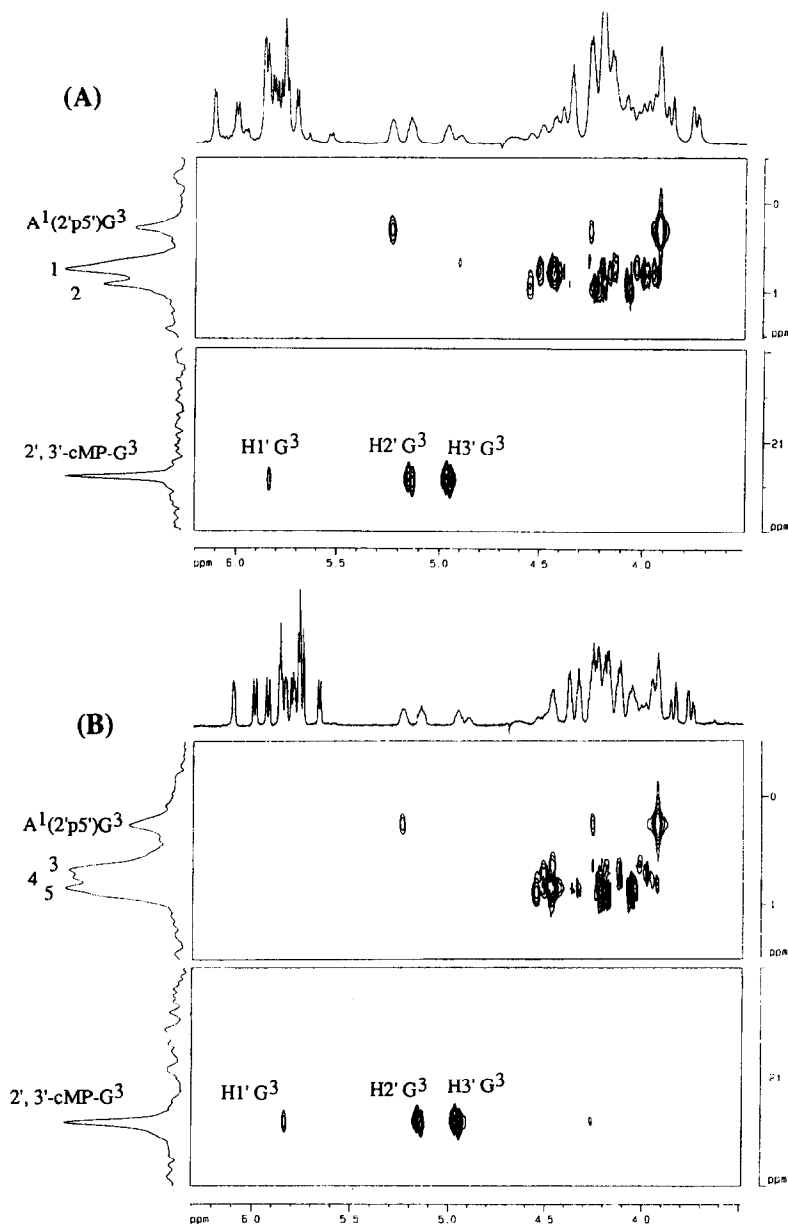 (A)
A¹(2'p5')G³
1
2
0
1
ppm
2', 3'-cMP-G³
H1' G³
H2' G³
H3' G³
21
ppm
ppm 6.0 5.5 5.0 4.5 4.0
(B)
A¹(2'p5')G³
3
4
5
0
1
ppm
2', 3'-cMP-G³
H1' G³
H2' G³
H3' G³
21
ppm
ppm 6.0 5.5 5.0 4.5 4.0